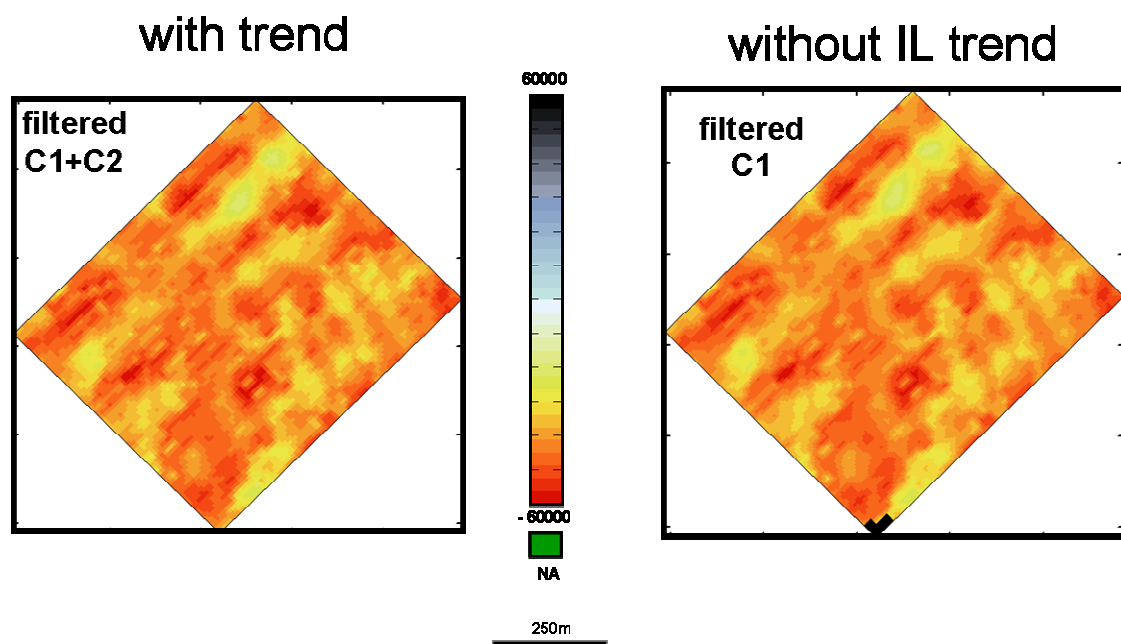 with trend
without IL trend
filtered
C1+C2
60000
filtered
C1
- 60000
NA
250m